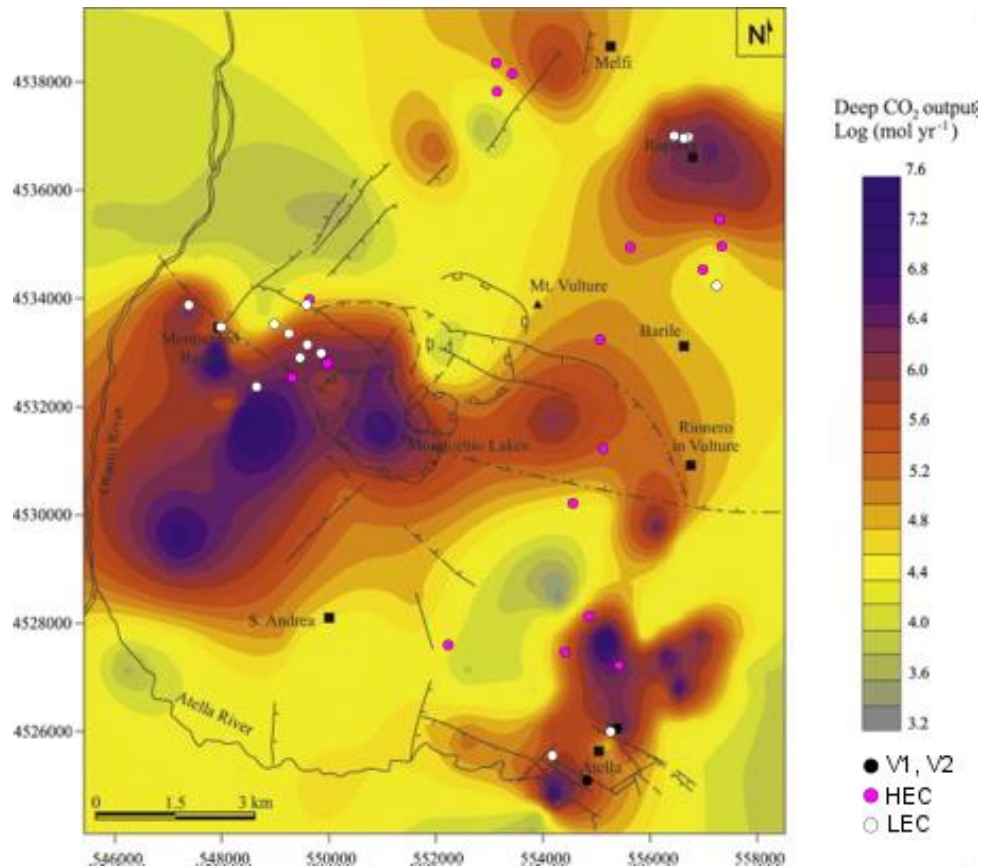 N
4538000
4536000
4534000
4532000
4530000
4528000
4526000
Melfi
Mt. Vulture
Barile
Rionero
in Vulture
Monticchio Lakes
S. Andrea
Atella River
Atella
0 1.5 3 km
546000 548000 550000 552000 554000 556000 558000
Deep CO₂ output
Log (mol yr⁻¹)
7.6
7.2
6.8
6.4
6.0
5.6
5.2
4.8
4.4
4.0
3.6
3.2
V1, V2
HEC
LEC